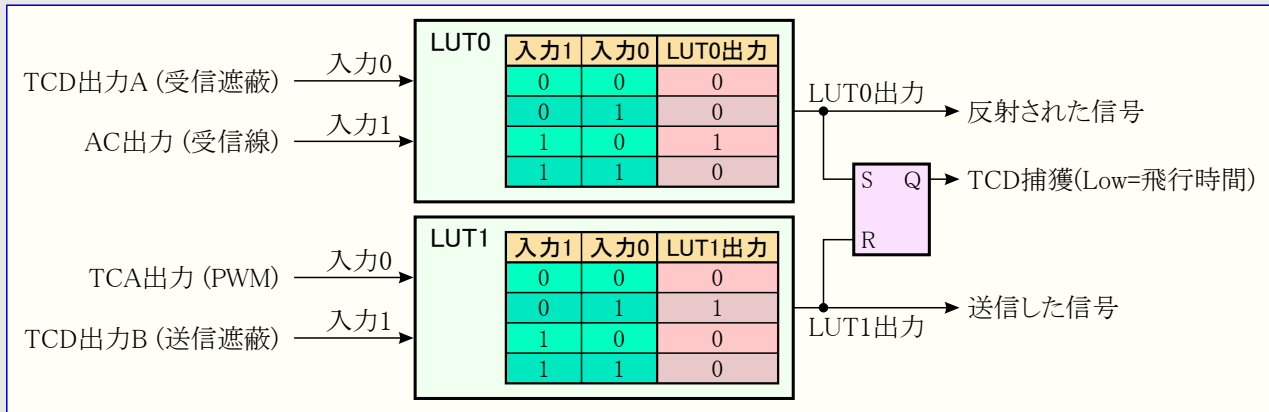 LUT0
入力1 入力0 LUT0出力
0 0 0
0 1 0
1 0 1
1 1 0
TCD出力A (受信遮蔽)
入力0
AC出力 (受信線)
入力1
LUT0出力
反射された信号
S Q
R
TCD捕獲(Low=飛行時間)
LUT1
入力1 入力0 LUT1出力
0 0 0
0 1 1
1 0 0
1 1 0
TCA出力 (PWM)
入力0
TCD出力B (送信遮蔽)
入力1
LUT1出力
送信した信号